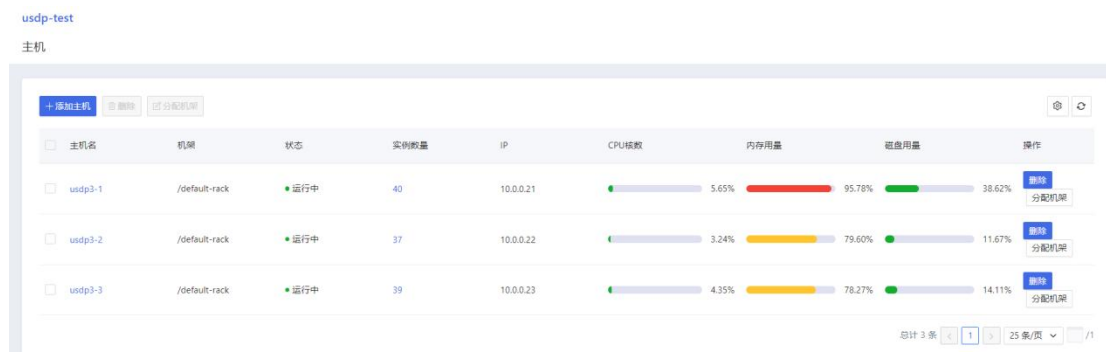 usdp-test
主机
添加主机 删除 分配机架
主机名 机架 状态 实例数量 IP CPU核数 内存用量 磁盘用量 操作
usdp3-1 /default-rack 运行中 40 10.0.0.21 5.65% 95.78% 38.62% 删除
分配机架
usdp3-2 /default-rack 运行中 37 10.0.0.22 3.24% 79.60% 11.67% 删除
分配机架
usdp3-3 /default-rack 运行中 39 10.0.0.23 4.35% 78.27% 14.11% 删除
分配机架
总计 3 条 < 1 > 25 条/页 /1